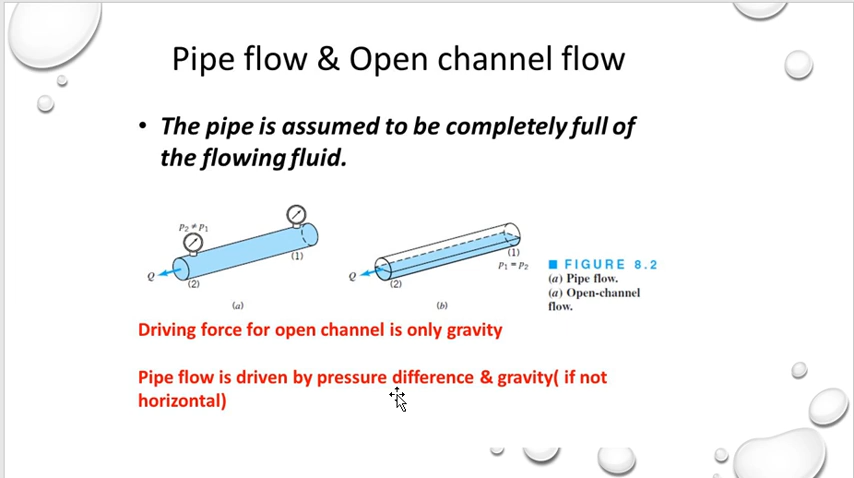 Pipe flow & Open channel flow
• The pipe is assumed to be completely full of
the flowing fluid.
p₂ ≠ p₁
Q
(1)
(2)
(a)
Q
(1)
p₁ = p₂
(2)
(b)
■ FIGURE 8.2
(a) Pipe flow.
(a) Open-channel
flow.
Driving force for open channel is only gravity
Pipe flow is driven by pressure difference & gravity( if not
horizontal)